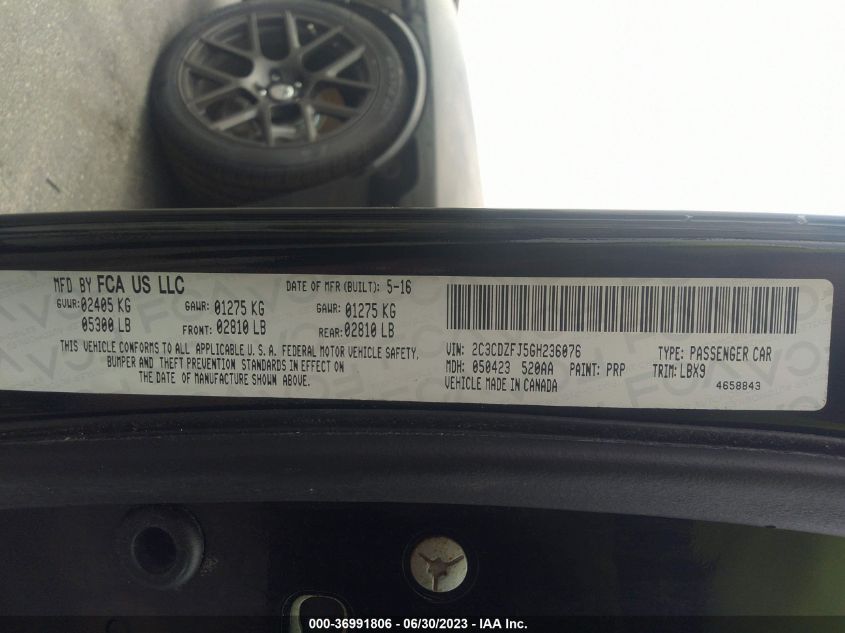 MFD BY FCA US LLC
DATE OF MFR (BUILT): 5-16
GVWR: 02405 KG
05300 LB
GAWR: 01275 KG
FRONT: 02810 LB
GAWR: 01275 KG
REAR: 02810 LB
THIS VEHICLE CONFORMS TO ALL APPLICABLE U.S.A. FEDERAL MOTOR VEHICLE SAFETY,
BUMPER AND THEFT PREVENTION STANDARDS IN EFFECT ON
THE DATE OF MANUFACTURE SHOWN ABOVE.
VIN: 2C3CDZFJ5GH236076
TYPE: PASSENGER CAR
MDH: 050423 520AA PAINT: PRP TRIM: LBX9
VEHICLE MADE IN CANADA
4658843
000-36991806 - 06/30/2023 - IAA Inc.